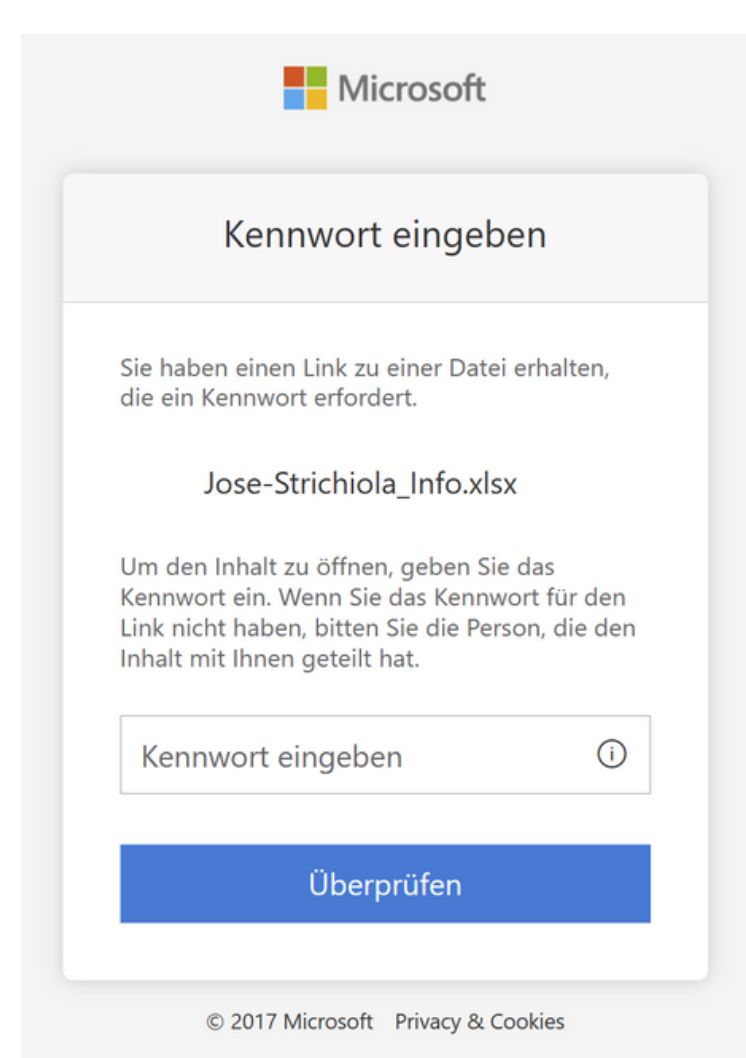 Microsoft
Kennwort eingeben
Sie haben einen Link zu einer Datei erhalten,
die ein Kennwort erfordert.
Jose-Strichiola_Info.xlsx
Um den Inhalt zu öffnen, geben Sie das
Kennwort ein. Wenn Sie das Kennwort für den
Link nicht haben, bitten Sie die Person, die den
Inhalt mit Ihnen geteilt hat.
Kennwort eingeben
Überprüfen
© 2017 Microsoft Privacy & Cookies